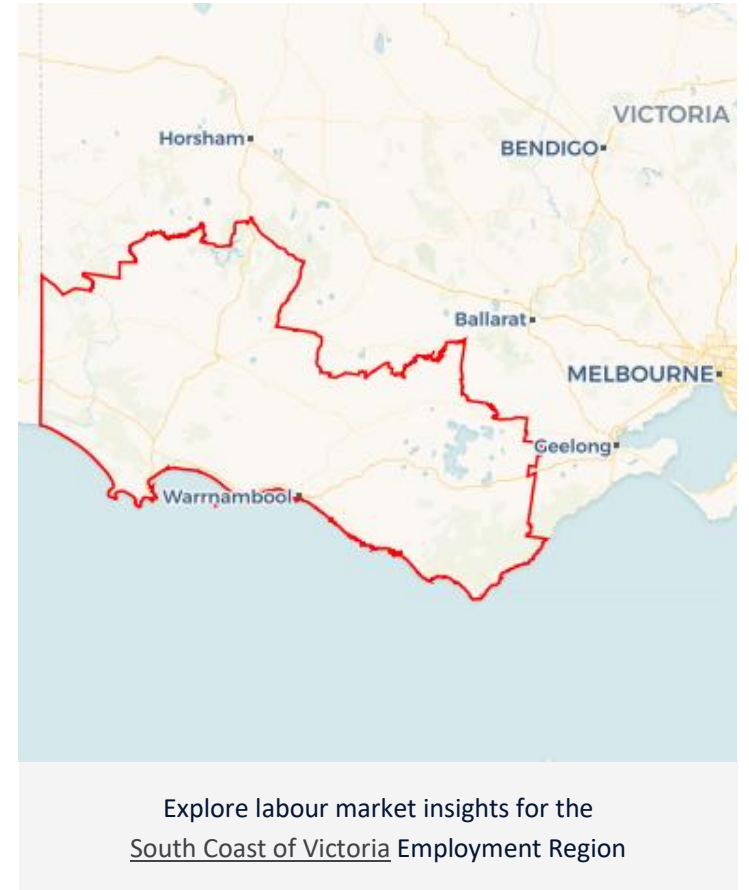 VICTORIA
Horsham
BENDIGO
Ballarat
MELBOURNE
Geelong
Warrnambool
Explore labour market insights for the
South Coast of Victoria Employment Region